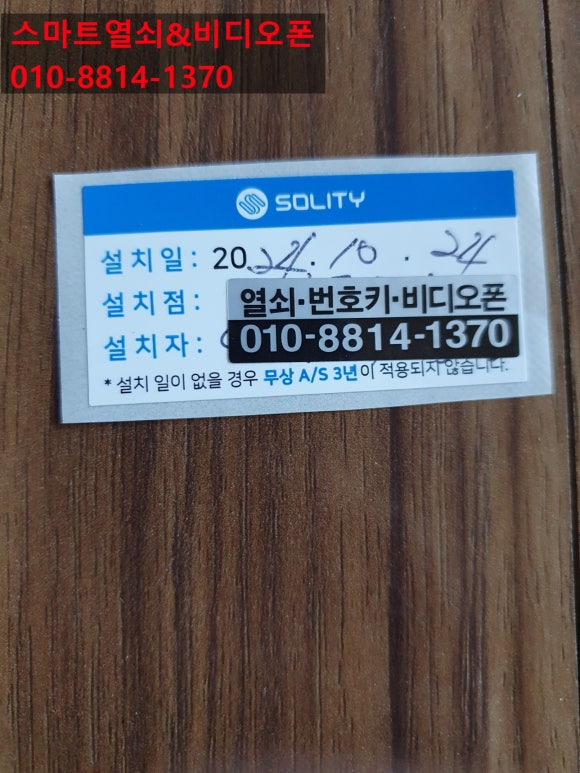 스마트열쇠&비디오폰
010-8814-1370
SOLITY
설치일: 2024.10.24
설치점: 열쇠·번호키·비디오폰
설치자: 010-8814-1370
* 설치 일이 없을 경우 무상 A/S 3년이 적용되지 않습니다.